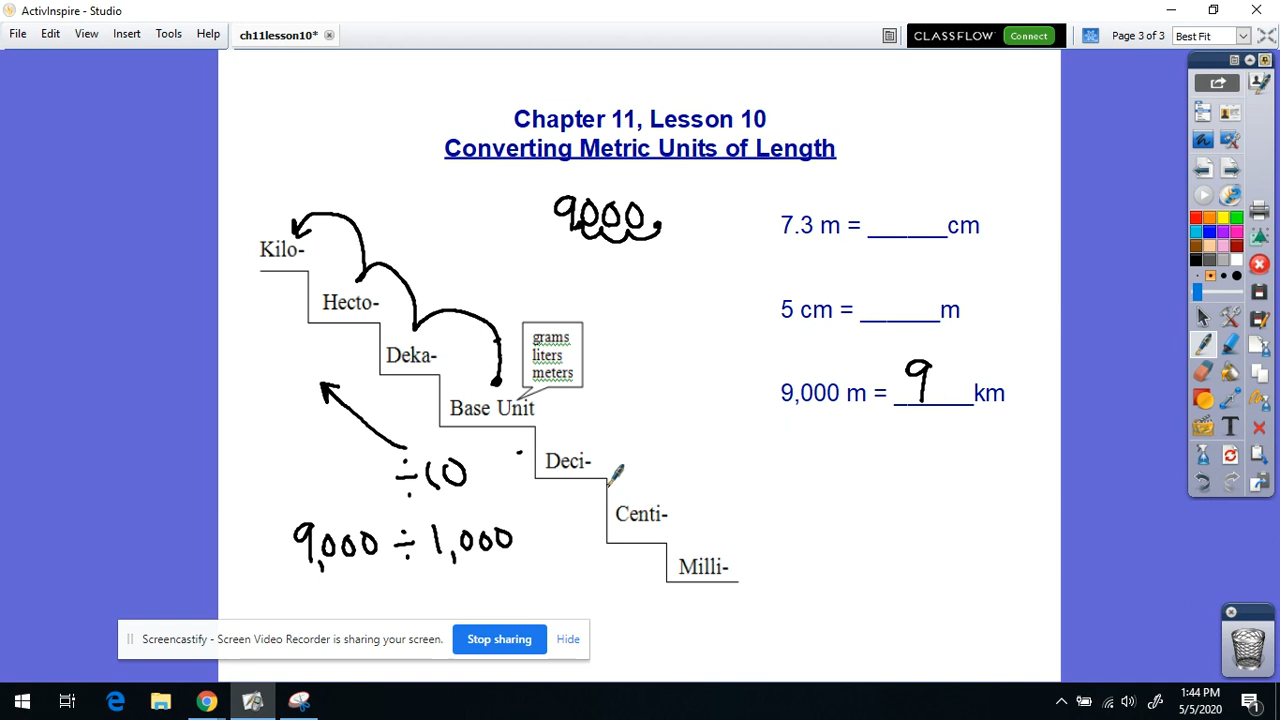 ActivInspire - Studio
File Edit View Insert Tools Help
ch11lesson10*
CLASSFLOW Connect
Page 3 of 3
Best Fit
Chapter 11, Lesson 10
Converting Metric Units of Length
9000.
7.3 m = ______cm
5 cm = ______m
9,000 m = __9__km
Kilo-
Hecto-
Deka-
grams
liters
meters
Base Unit
Deci-
Centi-
Milli-
÷10
9,000 ÷ 1,000
Screencastify - Screen Video Recorder is sharing your screen.
Stop sharing
Hide
1:44 PM
5/5/2020